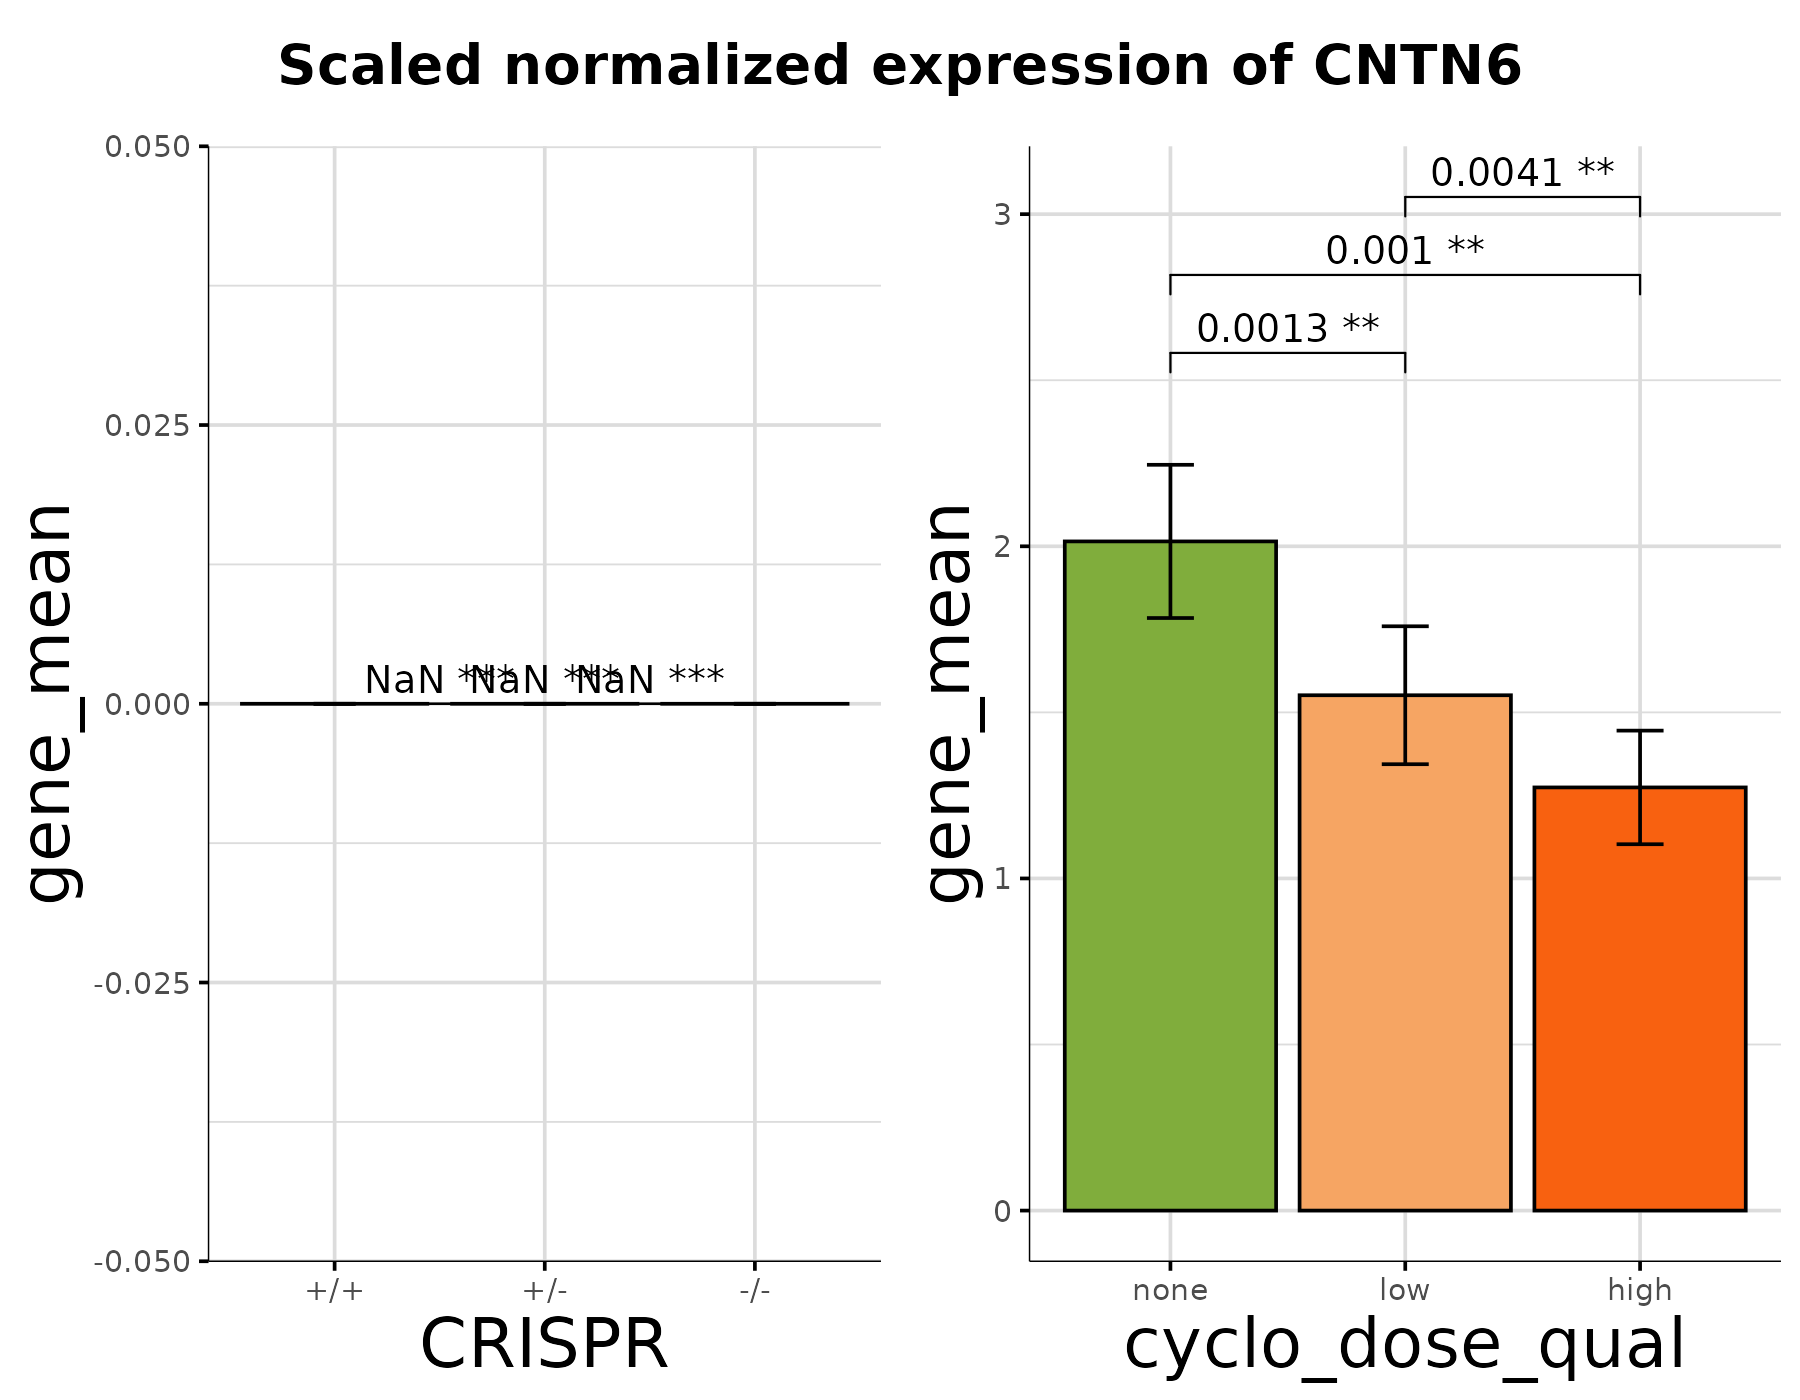 Scaled normalized expression of CNTN6
gene_mean
0.050
0.025
0.000
-0.025
-0.050
NaN ***
NaN ***
NaN ***
+/+
+/-
-/-
CRISPR
gene_mean
3
2
1
0
0.0041 **
0.001 **
0.0013 **
none
low
high
cyclo_dose_qual